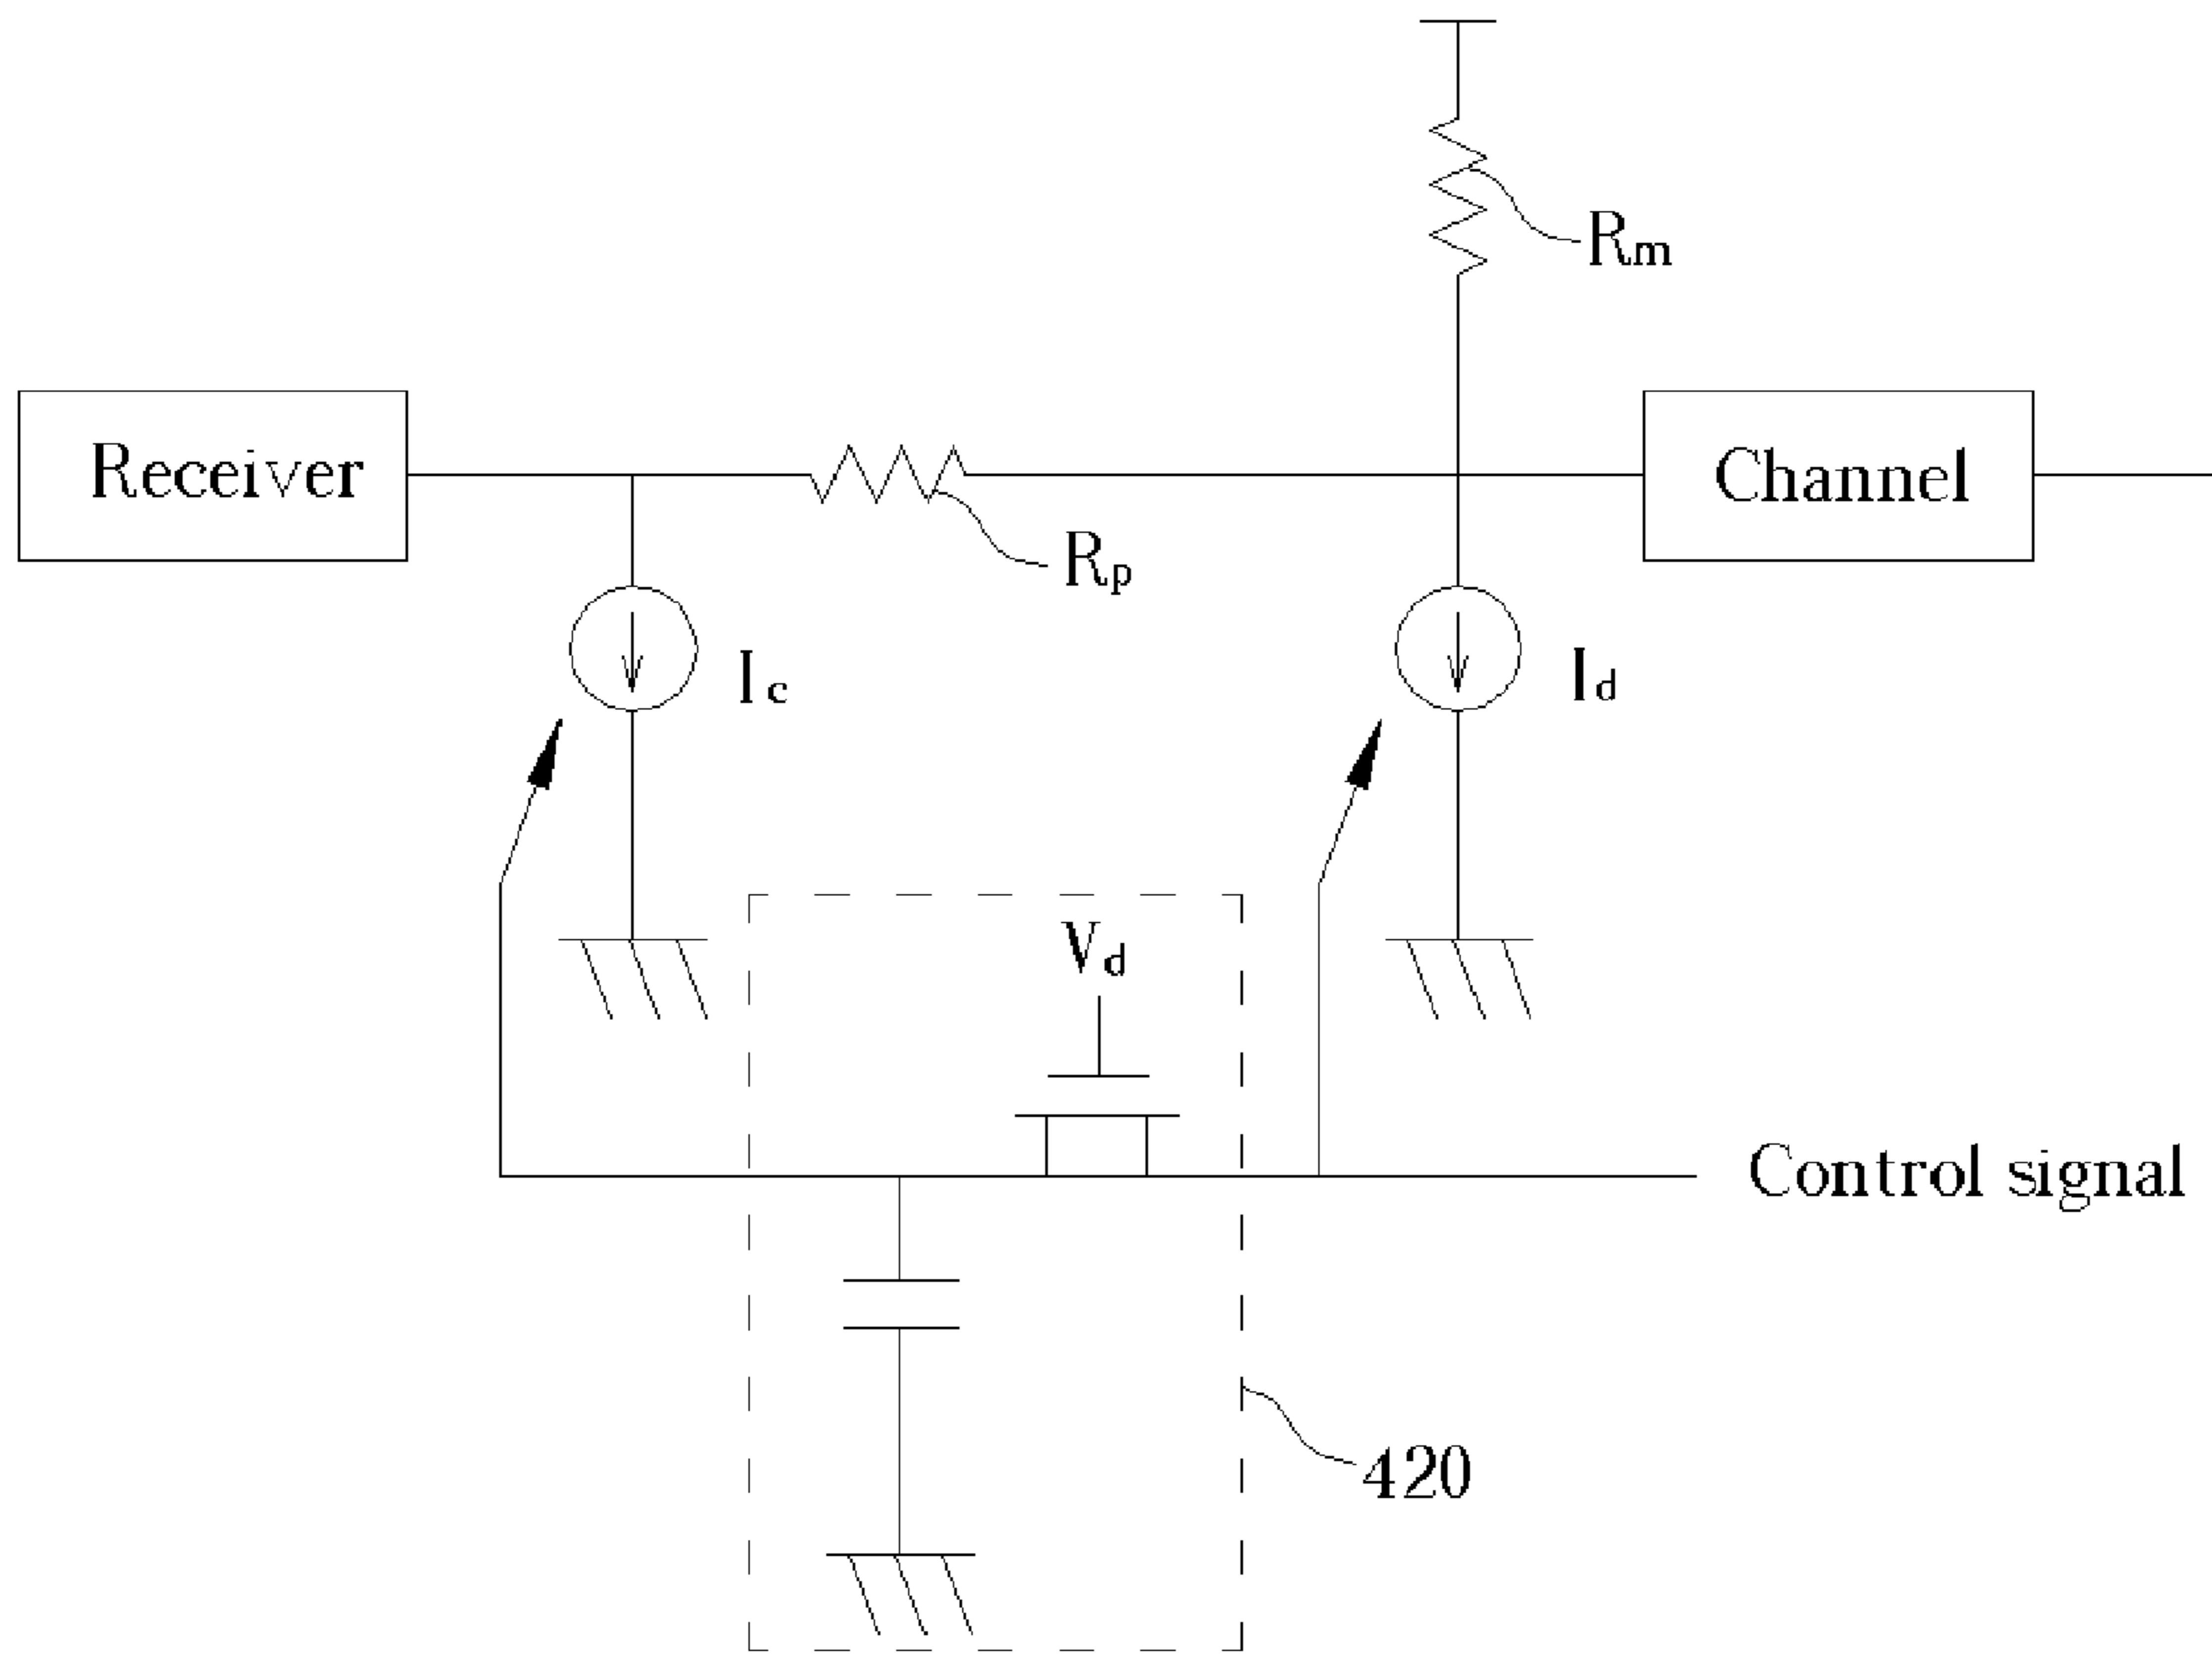 Rm
Receiver
Channel
Rp
Ic
Id
Vd
Control signal
420